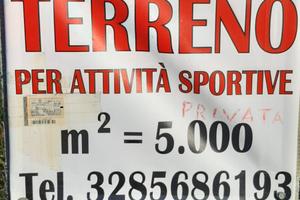 TERRENO
PER ATTIVITÀ SPORTIVE
PRIVATA
m² = 5.000
Tel. 3285686193